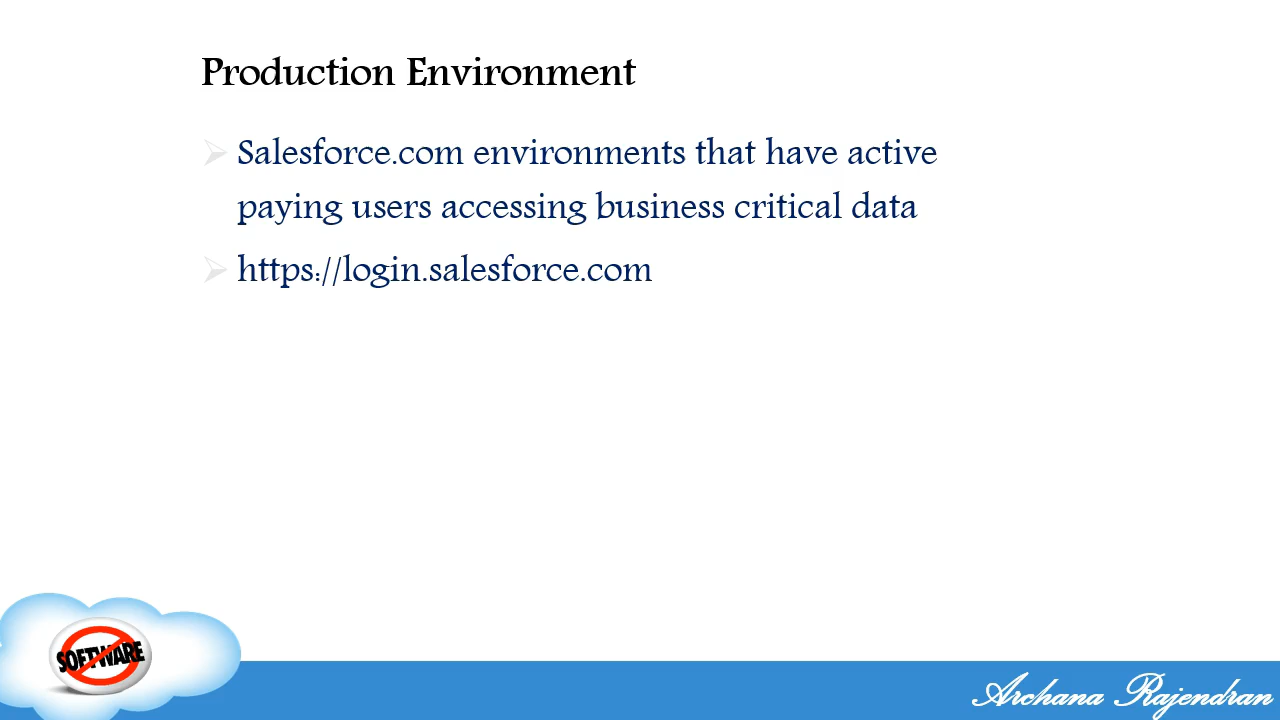 Production Environment
Salesforce.com environments that have active
paying users accessing business critical data
https://login.salesforce.com
SOFTWARE
Archana Rajendran